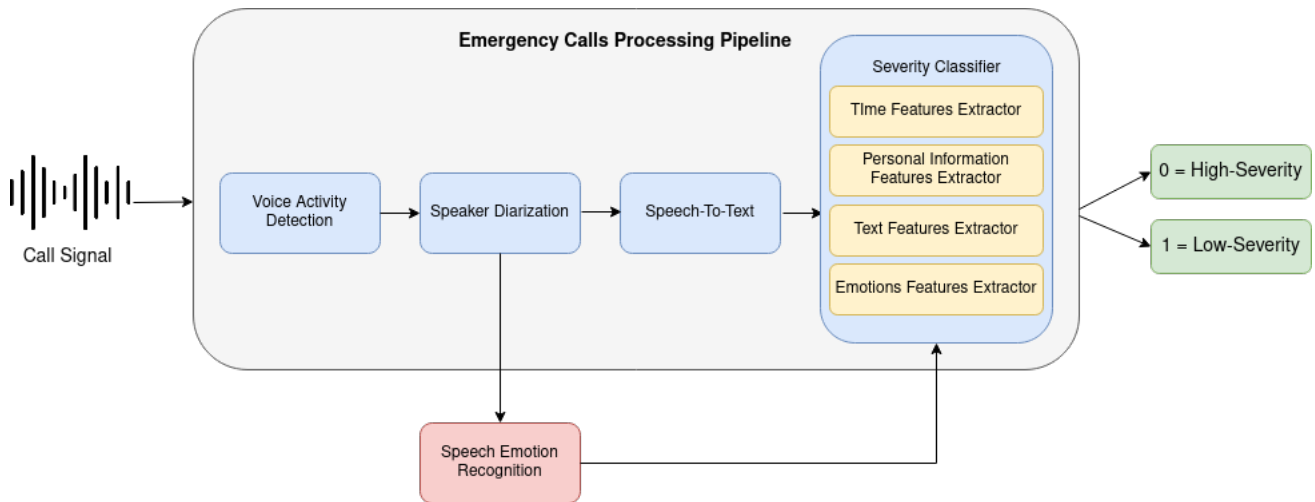 Emergency Calls Processing Pipeline
Severity Classifier
TIme Features Extractor
Personal Information
Features Extractor
Text Features Extractor
Emotions Features Extractor
Voice Activity
Detection
Speaker Diarization
Speech-To-Text
Call Signal
0 = High-Severity
1 = Low-Severity
Speech Emotion
Recognition